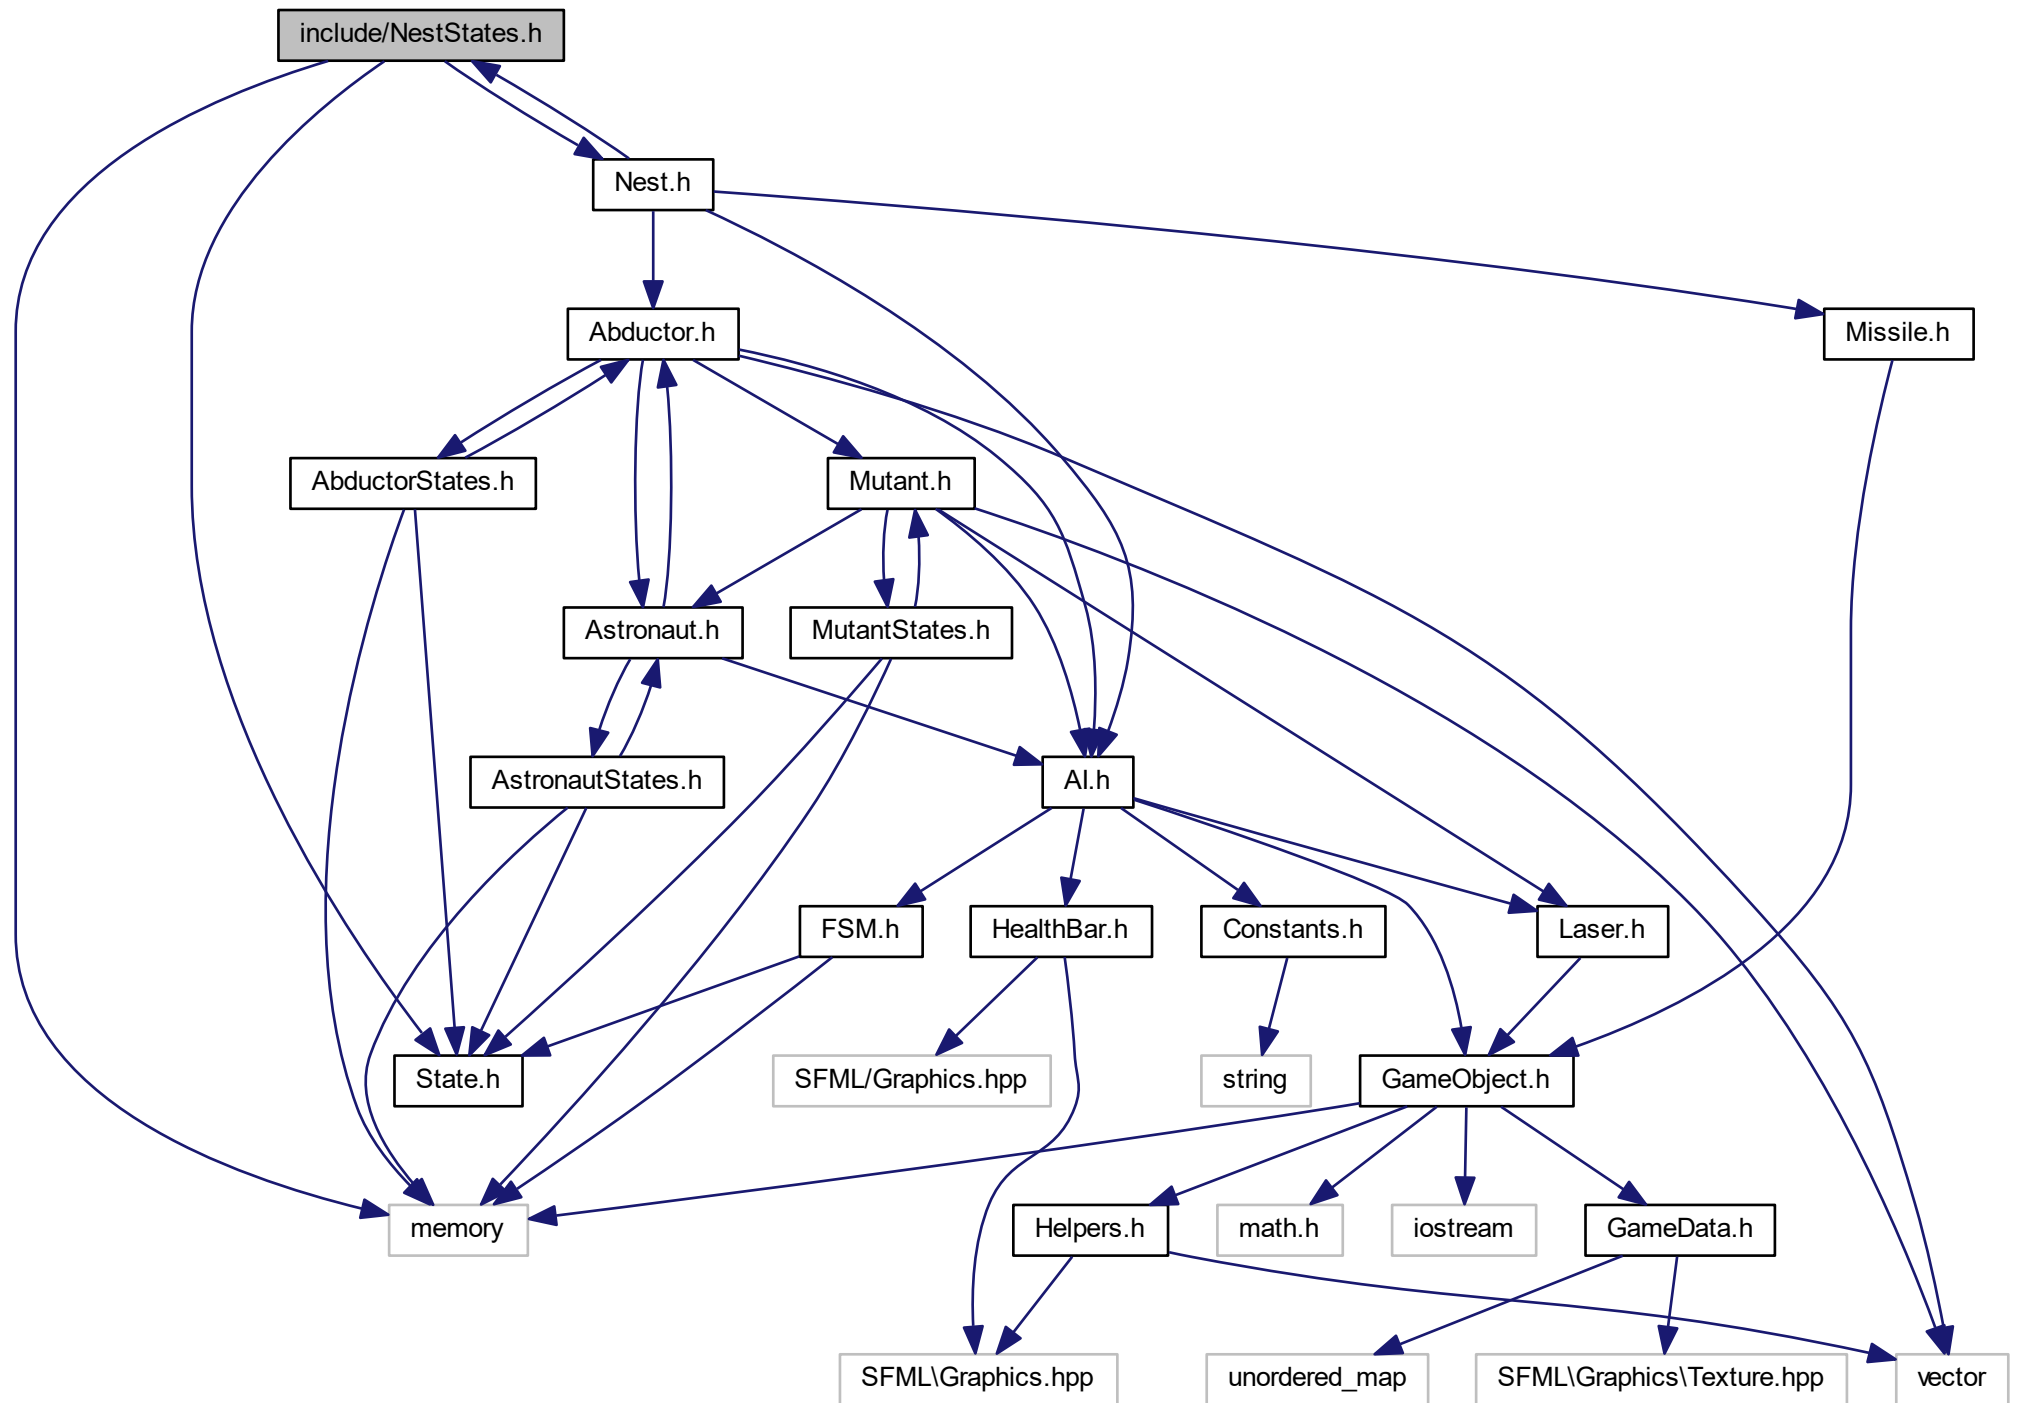 include/NestStates.h
Nest.h
Abductor.h
Missile.h
AbductorStates.h
Mutant.h
Astronaut.h
MutantStates.h
AstronautStates.h
AI.h
FSM.h
HealthBar.h
Constants.h
Laser.h
State.h
SFML/Graphics.hpp
string
GameObject.h
memory
Helpers.h
math.h
iostream
GameData.h
SFML\Graphics.hpp
unordered_map
SFML\Graphics\Texture.hpp
vector